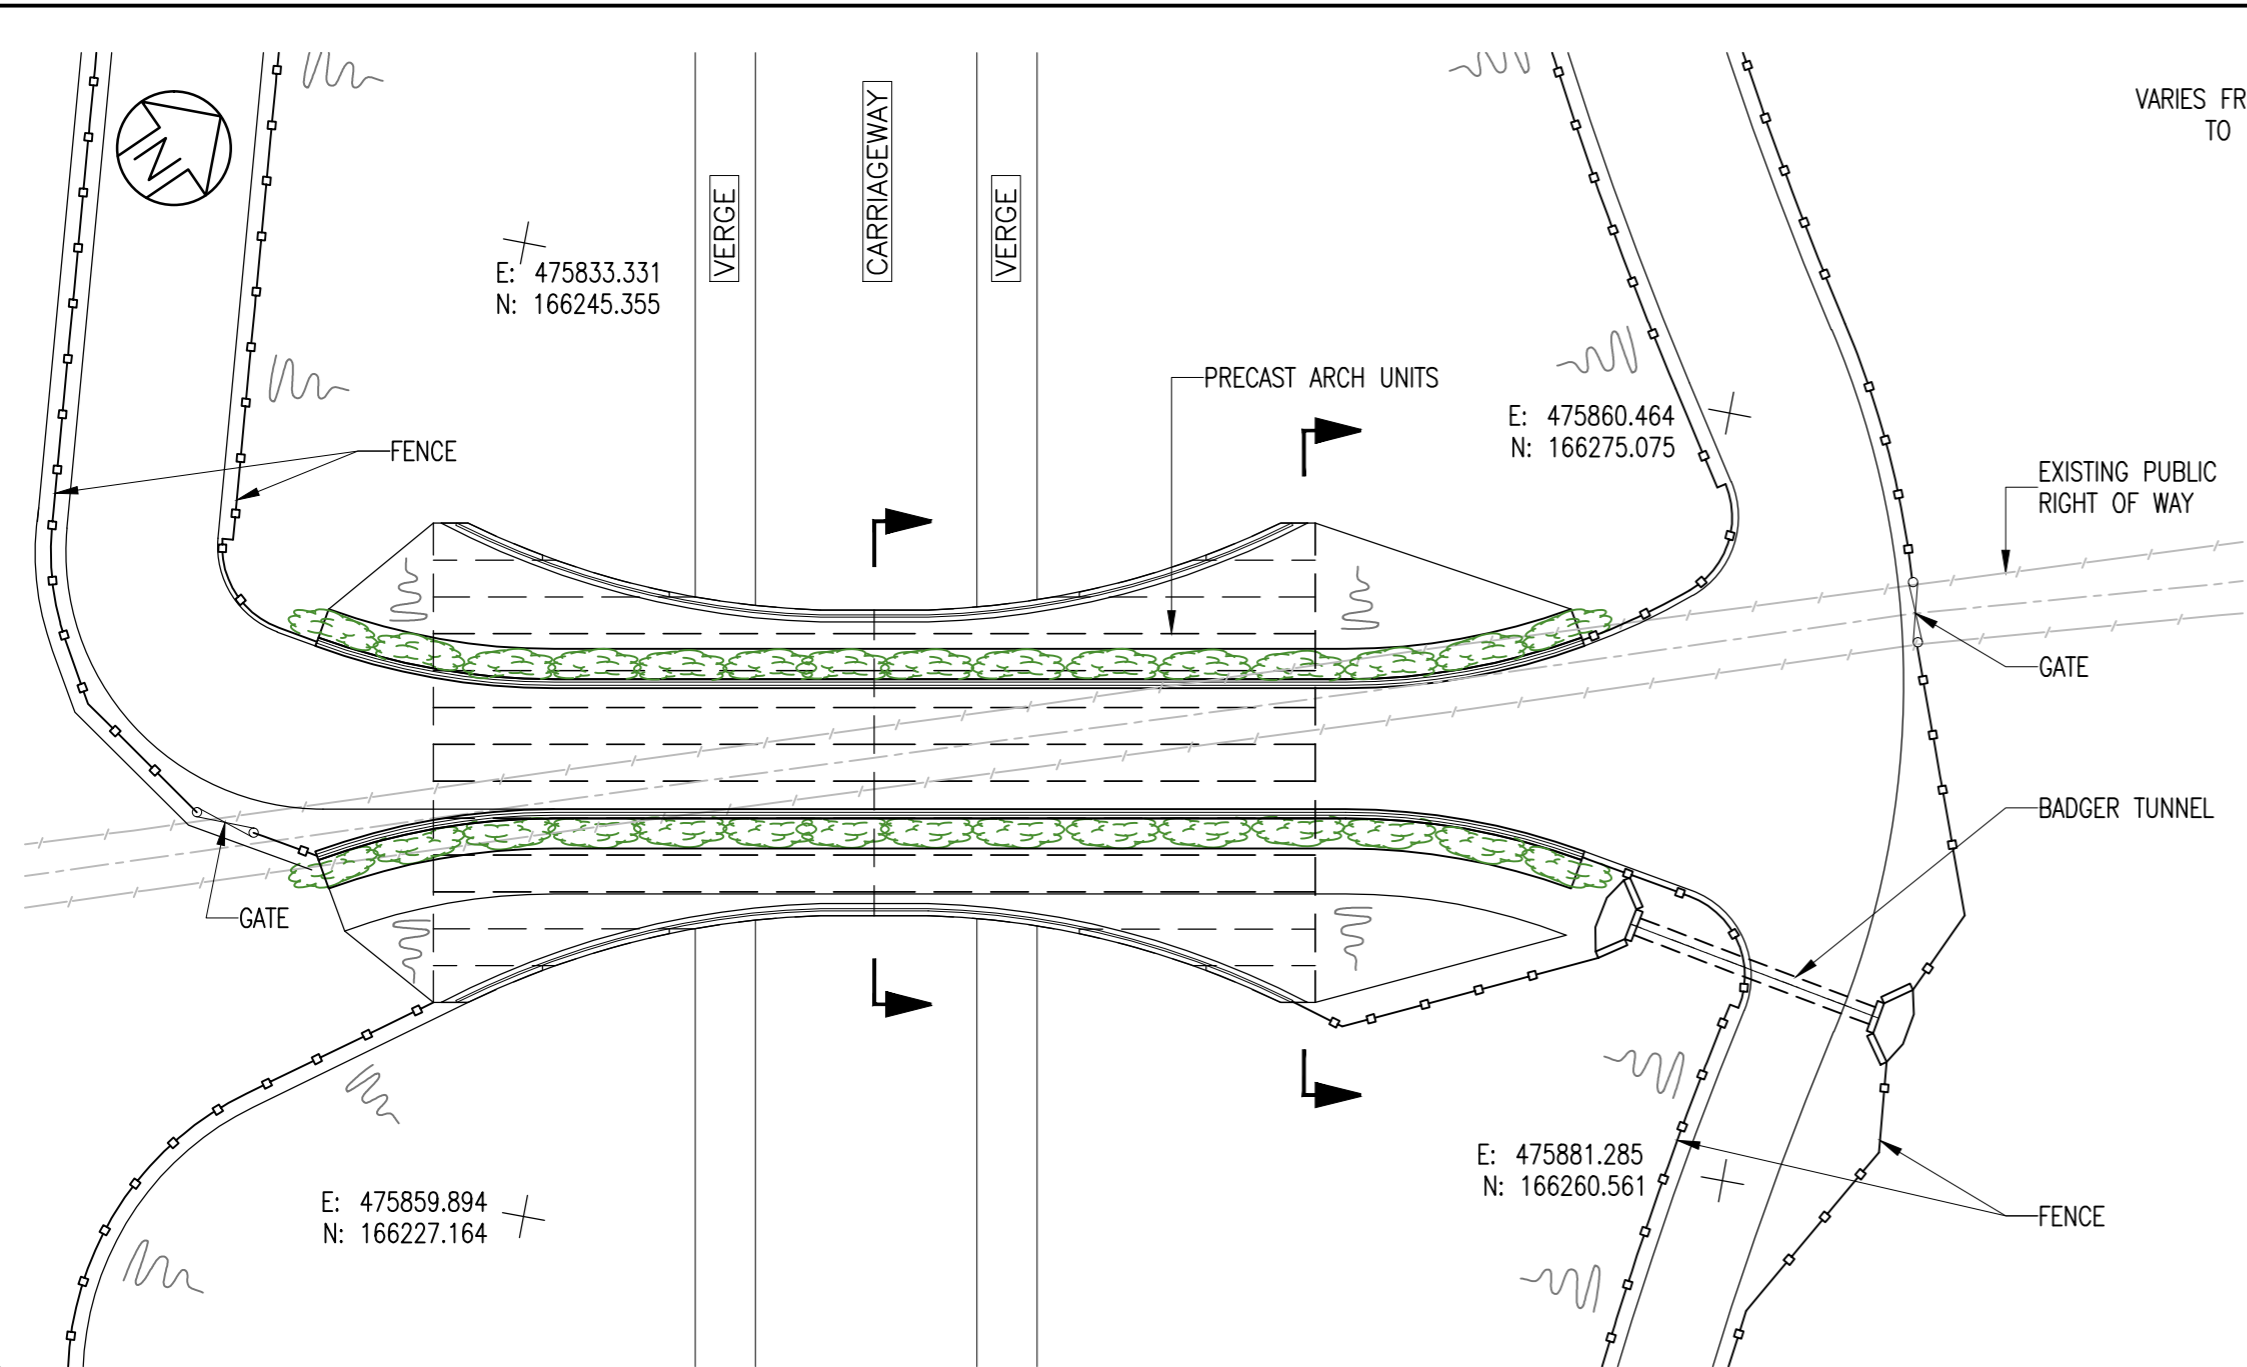 VARIES FR
TO
N
VERGE
CARRIAGEWAY
VERGE
E: 475833.331
N: 166245.355
PRECAST ARCH UNITS
E: 475860.464
N: 166275.075
FENCE
EXISTING PUBLIC
RIGHT OF WAY
GATE
BADGER TUNNEL
GATE
E: 475881.285
N: 166260.561
E: 475859.894
N: 166227.164
FENCE